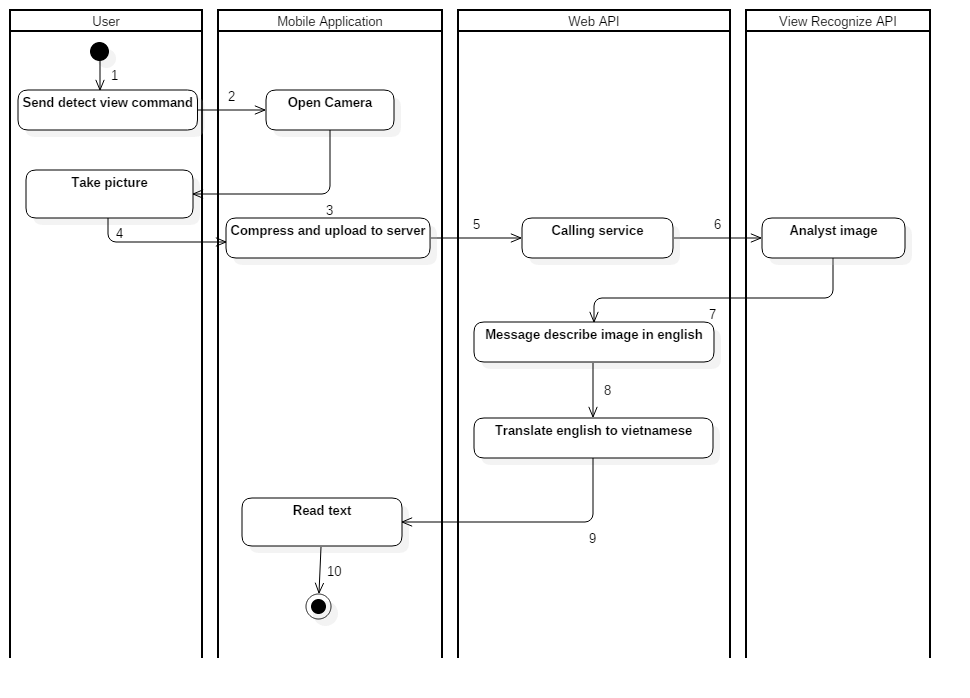 User
Mobile Application
Web API
View Recognize API
1
Send detect view command
2
Open Camera
Take picture
3
4
Compress and upload to server
5
Calling service
6
Analyst image
7
Message describe image in english
8
Translate english to vietnamese
9
Read text
10